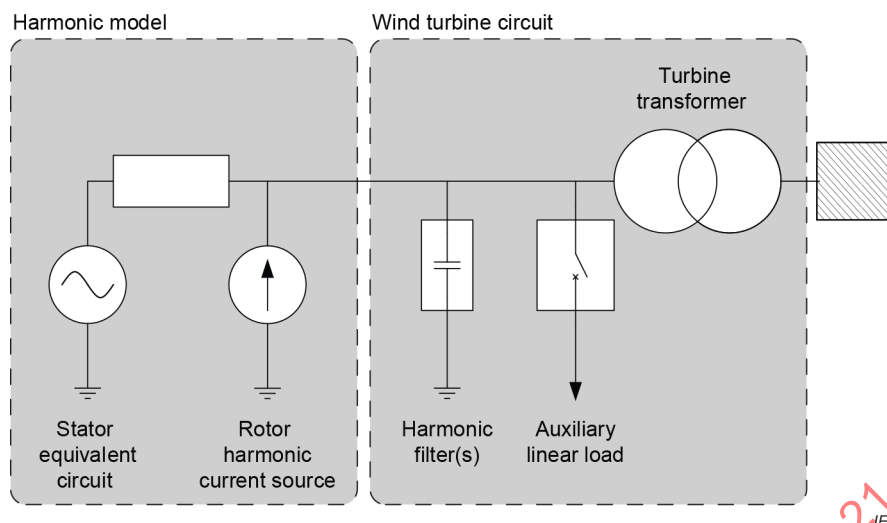 Harmonic model
Wind turbine circuit
Turbine
transformer
Stator
equivalent
circuit
Rotor
harmonic
current source
Harmonic
filter(s)
Auxiliary
linear load